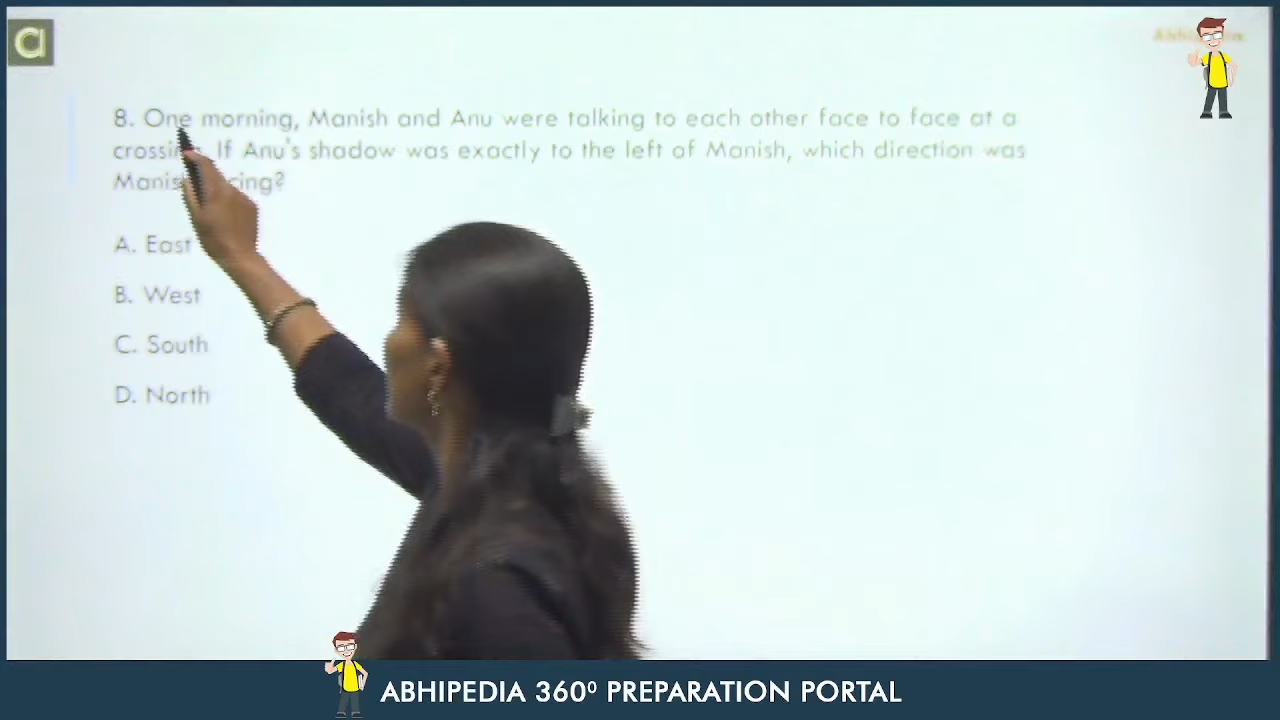 8. One morning, Manish and Anu were talking to each other face to face at a
If Anu's shadow was exactly to the left of Manish, which direction was
A. East
B. West
C. South
D. North
ABHIPEDIA 360⁰ PREPARATION PORTAL